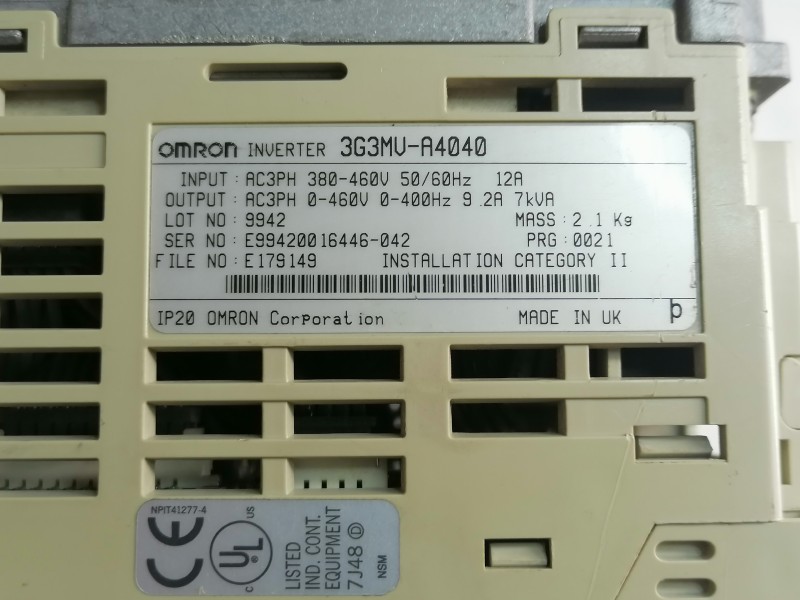 OMRON INVERTER 3G3MV-A4040
INPUT : AC3PH 380-460V 50/60Hz 12A
OUTPUT : AC3PH 0-460V 0-400Hz 9.2A 7kVA
LOT NO : 9942 MASS : 2.1 Kg
SER NO : E99420016446-042 PRG : 0021
FILE NO : E179149 INSTALLATION CATEGORY II
IP20 OMRON Corporation MADE IN UK p
NPIT41277-4
CE
C UL US
LISTED
IND. CONT.
EQUIPMENT
7J48 D
NSM